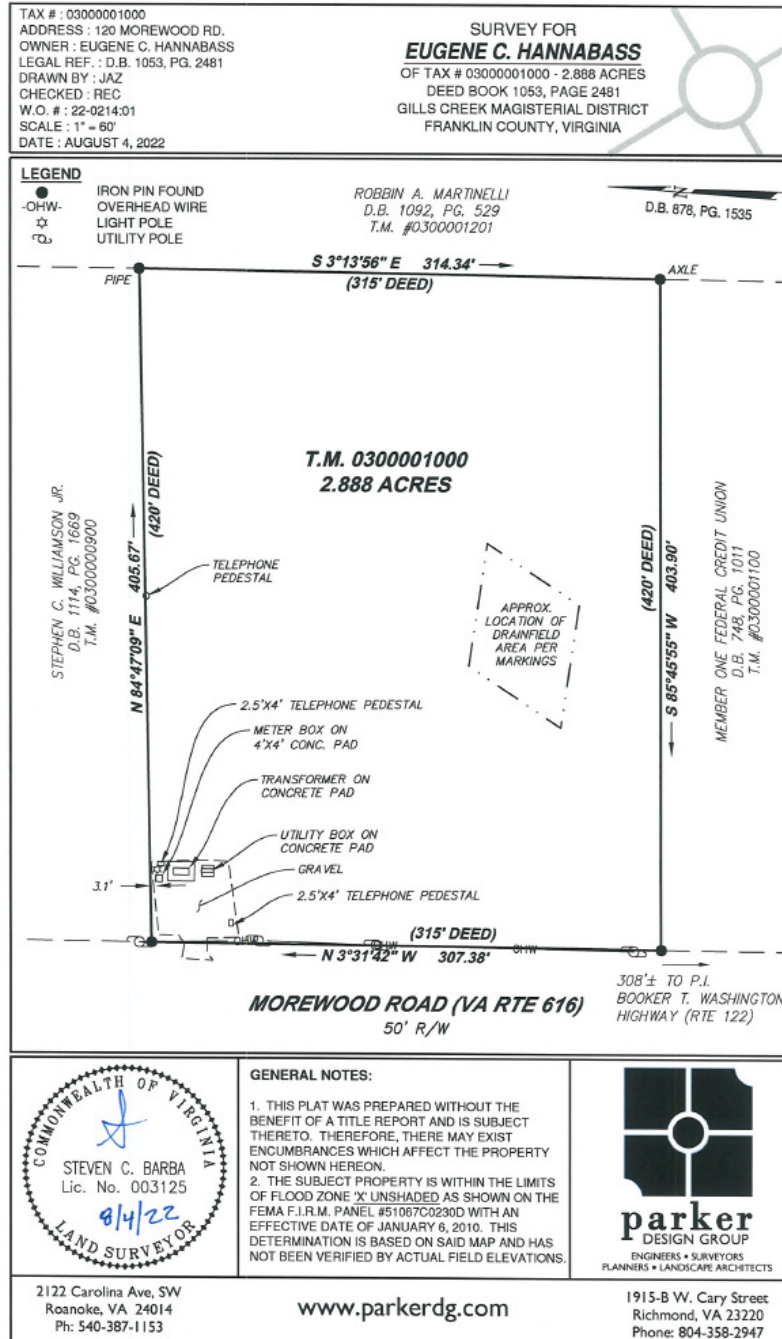 TAX # : 03000001000
ADDRESS : 120 MOREWOOD RD.
OWNER : EUGENE C. HANNABASS
LEGAL REF. : D.B. 1053, PG. 2481
DRAWN BY : JAZ
CHECKED : REC
W.O. # : 22-0214:01
SCALE : 1" = 60'
DATE : AUGUST 4, 2022
SURVEY FOR
EUGENE C. HANNABASS
OF TAX # 03000001000 - 2.888 ACRES
DEED BOOK 1053, PAGE 2481
GILLS CREEK MAGISTERIAL DISTRICT
FRANKLIN COUNTY, VIRGINIA
LEGEND
IRON PIN FOUND
-OHW- OVERHEAD WIRE
LIGHT POLE
UTILITY POLE
ROBBIN A. MARTINELLI
D.B. 1092, PG. 529
T.M. #0300001201
N
D.B. 878, PG. 1535
PIPE
S 3°13'56" E 314.34'
(315' DEED)
AXLE
T.M. 0300001000
2.888 ACRES
STEPHEN C. WILLIAMSON JR.
D.B. 1114, PG. 1669
T.M. #0300000900
N 84°47'09" E 405.67'
(420' DEED)
TELEPHONE
PEDESTAL
APPROX.
LOCATION OF
DRAINFIELD
AREA PER
MARKINGS
(420' DEED)
S 85°45'55" W 403.90'
MEMBER ONE FEDERAL CREDIT UNION
D.B. 748, PG. 1011
T.M. #0300001100
2.5'X4' TELEPHONE PEDESTAL
METER BOX ON
4'X4' CONC. PAD
TRANSFORMER ON
CONCRETE PAD
UTILITY BOX ON
CONCRETE PAD
GRAVEL
3.1'
2.5'X4' TELEPHONE PEDESTAL
(315' DEED)
OHW
N 3°31'42" W 307.38'
308'± TO P.I.
BOOKER T. WASHINGTON
HIGHWAY (RTE 122)
MOREWOOD ROAD (VA RTE 616)
50' R/W
COMMONWEALTH OF VIRGINIA
STEVEN C. BARBA
Lic. No. 003125
8/4/22
LAND SURVEYOR
GENERAL NOTES:
1. THIS PLAT WAS PREPARED WITHOUT THE
BENEFIT OF A TITLE REPORT AND IS SUBJECT
THERETO. THEREFORE, THERE MAY EXIST
ENCUMBRANCES WHICH AFFECT THE PROPERTY
NOT SHOWN HEREON.
2. THE SUBJECT PROPERTY IS WITHIN THE LIMITS
OF FLOOD ZONE 'X' UNSHADED AS SHOWN ON THE
FEMA F.I.R.M. PANEL #51067C0230D WITH AN
EFFECTIVE DATE OF JANUARY 6, 2010. THIS
DETERMINATION IS BASED ON SAID MAP AND HAS
NOT BEEN VERIFIED BY ACTUAL FIELD ELEVATIONS.
parker
DESIGN GROUP
ENGINEERS • SURVEYORS
PLANNERS • LANDSCAPE ARCHITECTS
2122 Carolina Ave, SW
Roanoke, VA 24014
Ph: 540-387-1153
www.parkerdg.com
1915-B W. Cary Street
Richmond, VA 23220
Phone: 804-358-2947